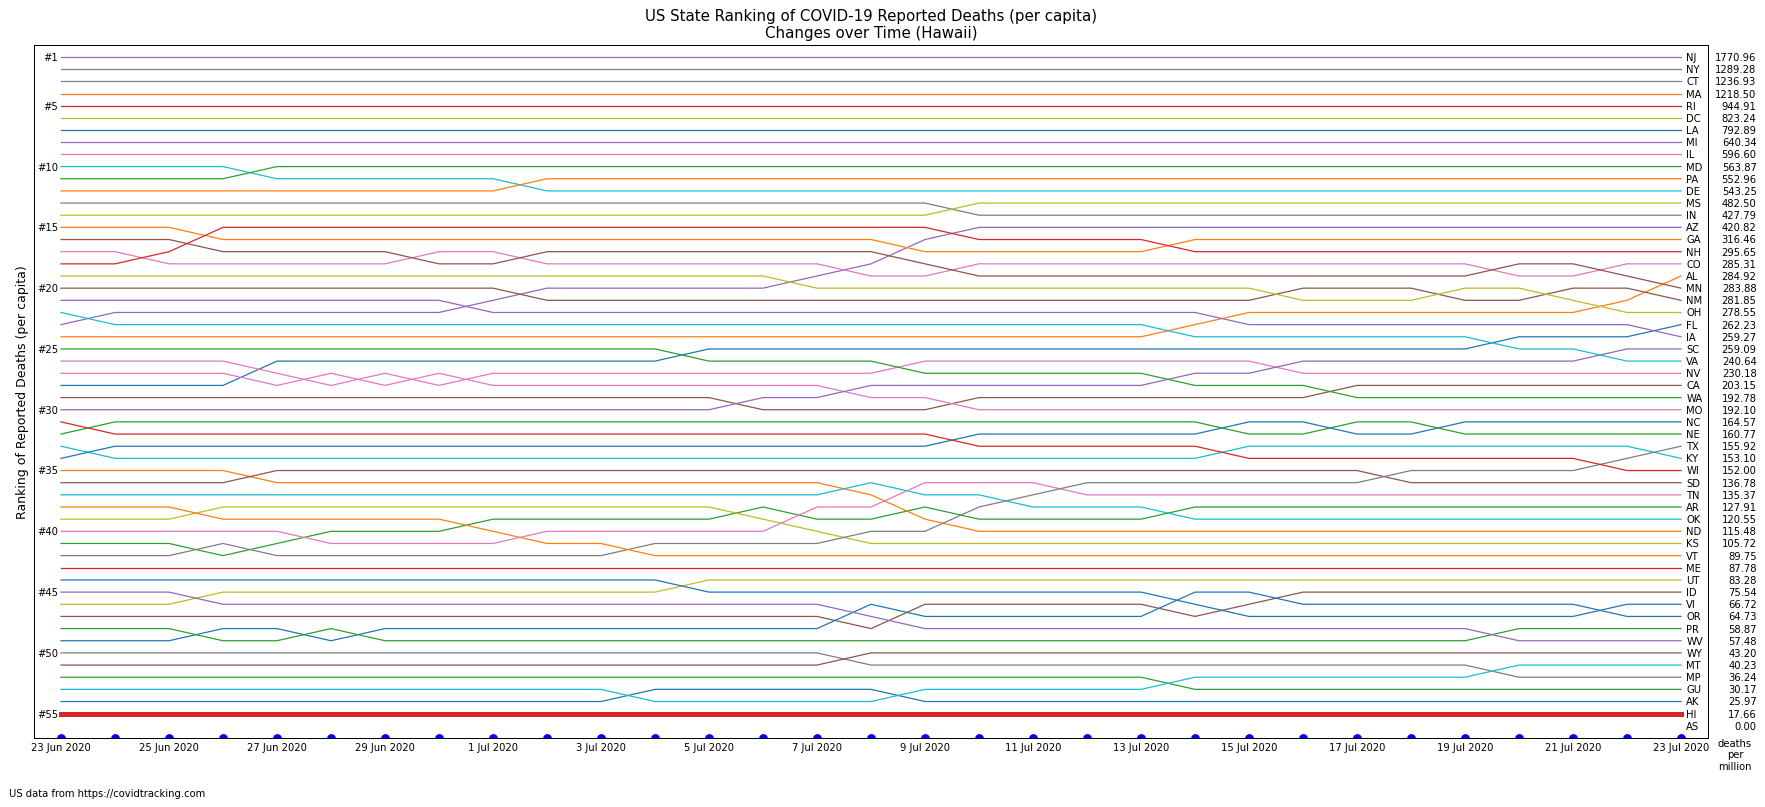 US State Ranking of COVID-19 Reported Deaths (per capita)
Changes over Time (Hawaii)
Ranking of Reported Deaths (per capita)
#1
#5
#10
#15
#20
#25
#30
#35
#40
#45
#50
#55
NJ 1770.96
NY 1289.28
CT 1236.93
MA 1218.50
RI 944.91
DC 823.24
LA 792.89
MI 640.34
IL 596.60
MD 563.87
PA 552.96
DE 543.25
MS 482.50
IN 427.79
AZ 420.82
GA 316.46
NH 295.65
CO 285.31
AL 284.92
MN 283.88
NM 281.85
OH 278.55
FL 262.23
IA 259.27
SC 259.09
VA 240.64
NV 230.18
CA 203.15
WA 192.78
MO 192.10
NC 164.57
NE 160.77
TX 155.92
KY 153.10
WI 152.00
SD 136.78
TN 135.37
AR 127.91
OK 120.55
ND 115.48
KS 105.72
VT 89.75
ME 87.78
UT 83.28
ID 75.54
VI 66.72
OR 64.73
PR 58.87
WV 57.48
WY 43.20
MT 40.23
MP 36.24
GU 30.17
AK 25.97
HI 17.66
AS 0.00
23 Jun 2020 25 Jun 2020 27 Jun 2020 29 Jun 2020 1 Jul 2020 3 Jul 2020 5 Jul 2020 7 Jul 2020 9 Jul 2020 11 Jul 2020 13 Jul 2020 15 Jul 2020 17 Jul 2020 19 Jul 2020 21 Jul 2020 23 Jul 2020
deaths
per
million
US data from https://covidtracking.com